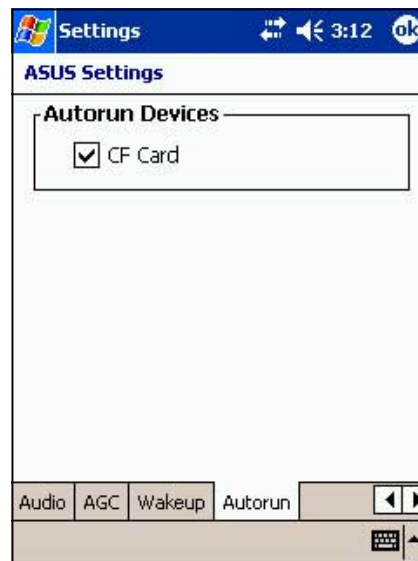 Settings 3:12 ok
ASUS Settings
Autorun Devices
CF Card
Audio AGC Wakeup Autorun